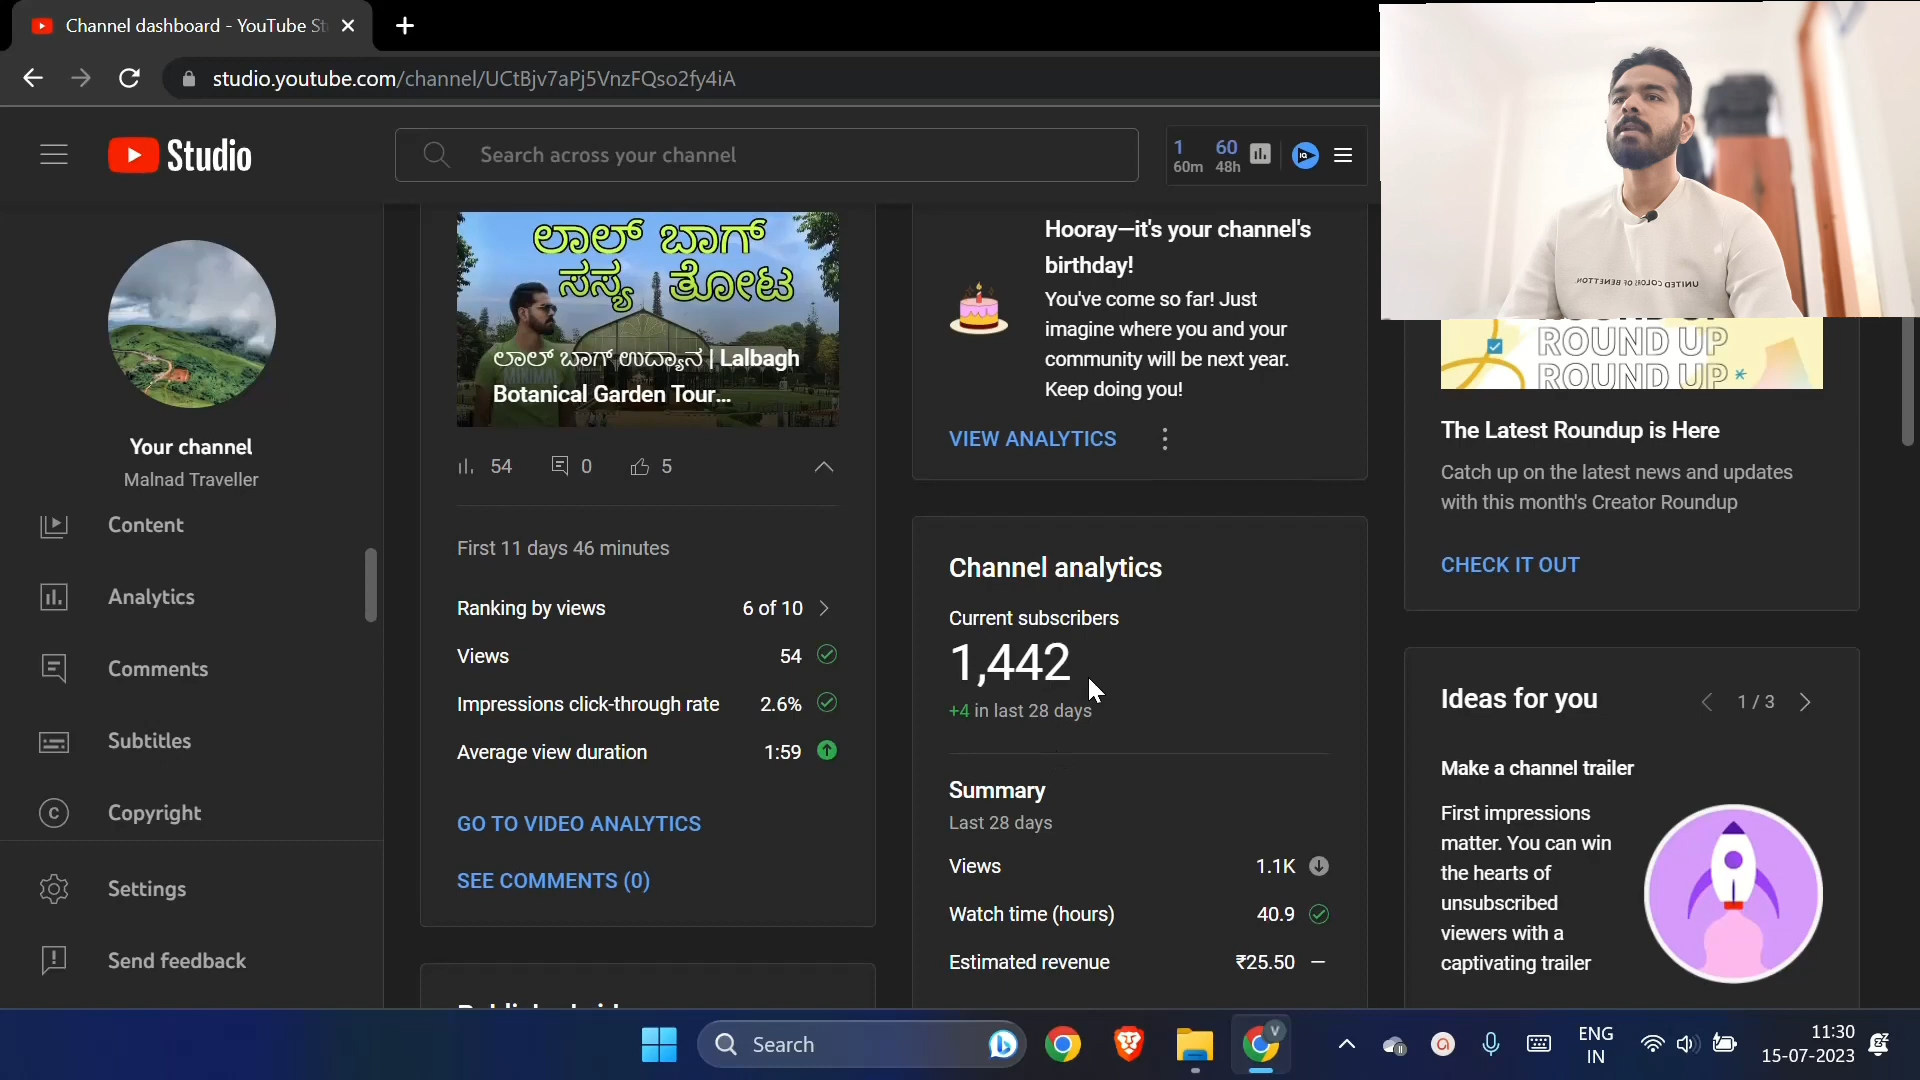 Channel dashboard - YouTube St
studio.youtube.com/channel/UCtBjv7aPj5VnzFQso2fy4iA
Studio
Search across your channel
1 60
60m 48h
UNITED COLORS OF BENETTON.
Your channel
Malnad Traveller
Content
Analytics
Comments
Subtitles
Copyright
Settings
Send feedback
ಲಾಲ್ ಬಾಗ್
ಸಸ್ಯ ತೋಟ
ಲಾಲ್ ಬಾಗ್ ಉದ್ಯಾನ | Lalbagh
Botanical Garden Tour...
54 0 5
First 11 days 46 minutes
Ranking by views 6 of 10
Views 54
Impressions click-through rate 2.6%
Average view duration 1:59
GO TO VIDEO ANALYTICS
SEE COMMENTS (0)
Hooray—it's your channel's
birthday!
You've come so far! Just
imagine where you and your
community will be next year.
Keep doing you!
VIEW ANALYTICS
Channel analytics
Current subscribers
1,442
+4 in last 28 days
Summary
Last 28 days
Views 1.1K
Watch time (hours) 40.9
Estimated revenue ₹25.50
ROUND UP
ROUND UP
The Latest Roundup is Here
Catch up on the latest news and updates
with this month's Creator Roundup
CHECK IT OUT
Ideas for you 1 / 3
Make a channel trailer
First impressions
matter. You can win
the hearts of
unsubscribed
viewers with a
captivating trailer
Search
V
ENG
IN
11:30
15-07-2023